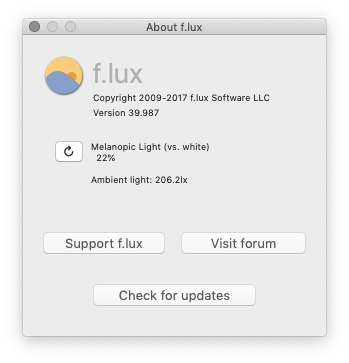 About f.lux
f.lux
Copyright 2009-2017 f.lux Software LLC
Version 39.987
Melanopic Light (vs. white)
22%
Ambient light: 206.2lx
Support f.lux
Visit forum
Check for updates